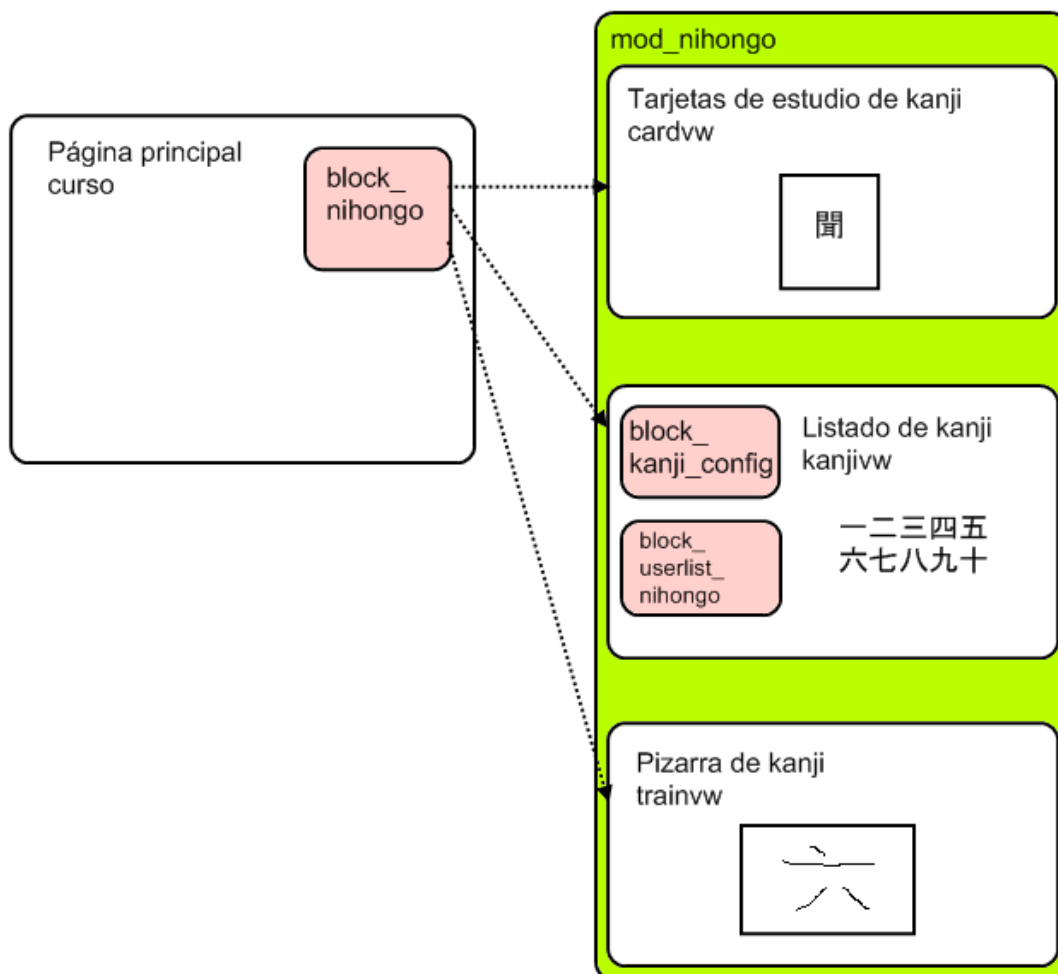 mod_nihongo
Tarjetas de estudio de kanji
cardvw
聞
Página principal
curso
block_
nihongo
block_
kanji_config
Listado de kanji
kanjivw
block_
userlist_
nihongo
一二三四五
六七八九十
Pizarra de kanji
trainvw
六